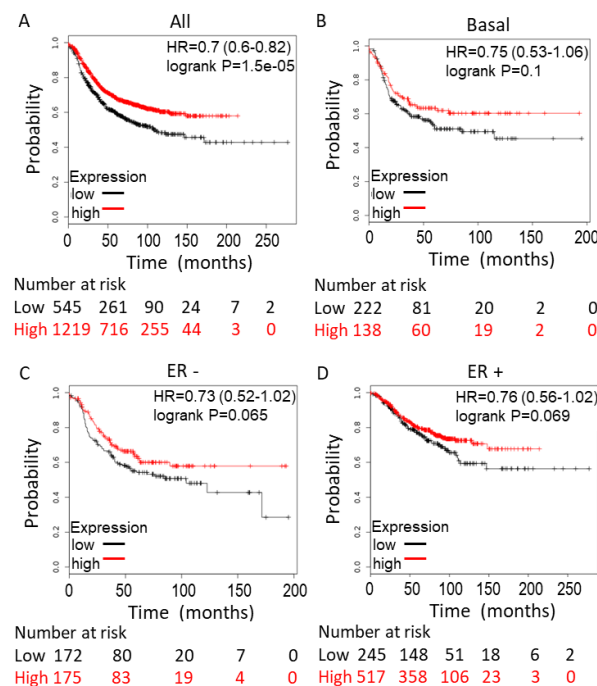 A
All
HR=0.7 (0.6-0.82)
logrank P=1.5e-05
Probability
1.0
0.8
0.6
0.4
0.2
0.0
Expression
low
high
0 50 100 150 200 250
Time (months)
Number at risk
Low 545 261 90 24 7 2
High 1219 716 255 44 3 0
B
Basal
HR=0.75 (0.53-1.06)
logrank P=0.1
Probability
1.0
0.8
0.6
0.4
0.2
0.0
Expression
low
high
0 50 100 150 200
Time (months)
Number at risk
Low 222 81 20 2 0
High 138 60 19 2 0
C
ER -
HR=0.73 (0.52-1.02)
logrank P=0.065
Probability
1.0
0.8
0.6
0.4
0.2
0.0
Expression
low
high
0 50 100 150 200
Time (months)
Number at risk
Low 172 80 20 7 0
High 175 83 19 4 0
D
ER +
HR=0.76 (0.56-1.02)
logrank P=0.069
Probability
1.0
0.8
0.6
0.4
0.2
0.0
Expression
low
high
0 50 100 150 200 250
Time (months)
Number at risk
Low 245 148 51 18 6 2
High 517 358 106 23 3 0